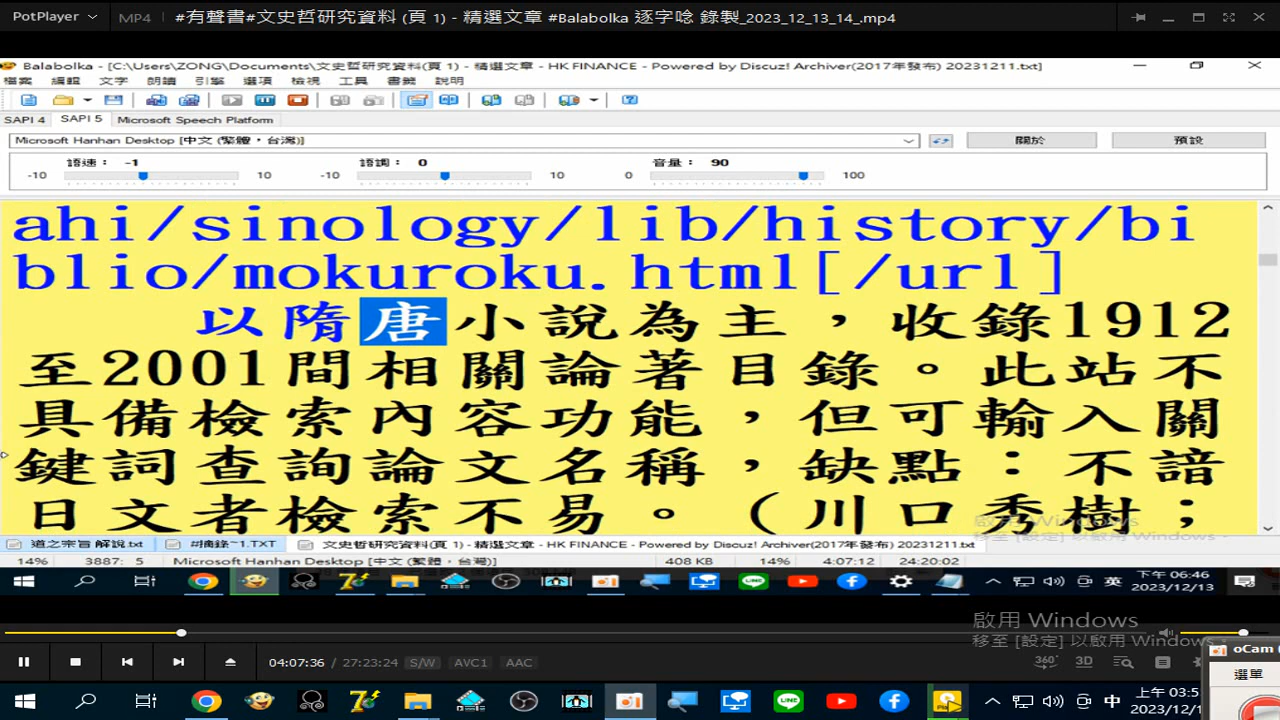 PotPlayer MP4 #有聲書#文史哲研究資料 (頁 1) - 精選文章 #Balabolka 逐字唸 錄製_2023_12_13_14_.mp4
Balabolka - [C:\Users\ZONG\Documents\文史哲研究資料(頁 1) - 精選文章 - HK FINANCE - Powered by Discuz! Archiver(2017年發布) 20231211.txt]
檔案 編輯 文字 朗讀 引擎 選項 檢視 工具 書籤 說明
SAPI 4 SAPI 5 Microsoft Speech Platform
Microsoft Hanhan Desktop [中文 (繁體，台灣)] 關於 預設
語速： -1 語調： 0 音量： 90
-10 10 -10 10 0 100
ahi/sinology/lib/history/bi
blio/mokuroku.html[/url]
以隋唐小說為主，收錄1912
至2001間相關論著目錄。此站不
具備檢索內容功能，但可輸入關
鍵詞查詢論文名稱，缺點：不諳
日文者檢索不易。（川口秀樹；
啟用 Windows
移至 [設定] 以啟用 Windows。
道之宗旨 解說.txt #摘錄~1.TXT 文史哲研究資料(頁 1) - 精選文章 - HK FINANCE - Powered by Discuz! Archiver(2017年發布) 20231211.txt
14% 3887: 5 Microsoft Hanhan Desktop [中文 (繁體，台灣)] 408 KB 14% 4:07:12 24:20:02
英 下午 06:46
2023/12/13
啟用 Windows
移至 [設定] 以啟用 Windows。
04:07:36 / 27:23:24 S/W AVC1 AAC
360° 3D
oCam (
選單
中 上午 03:5
2023/12/1